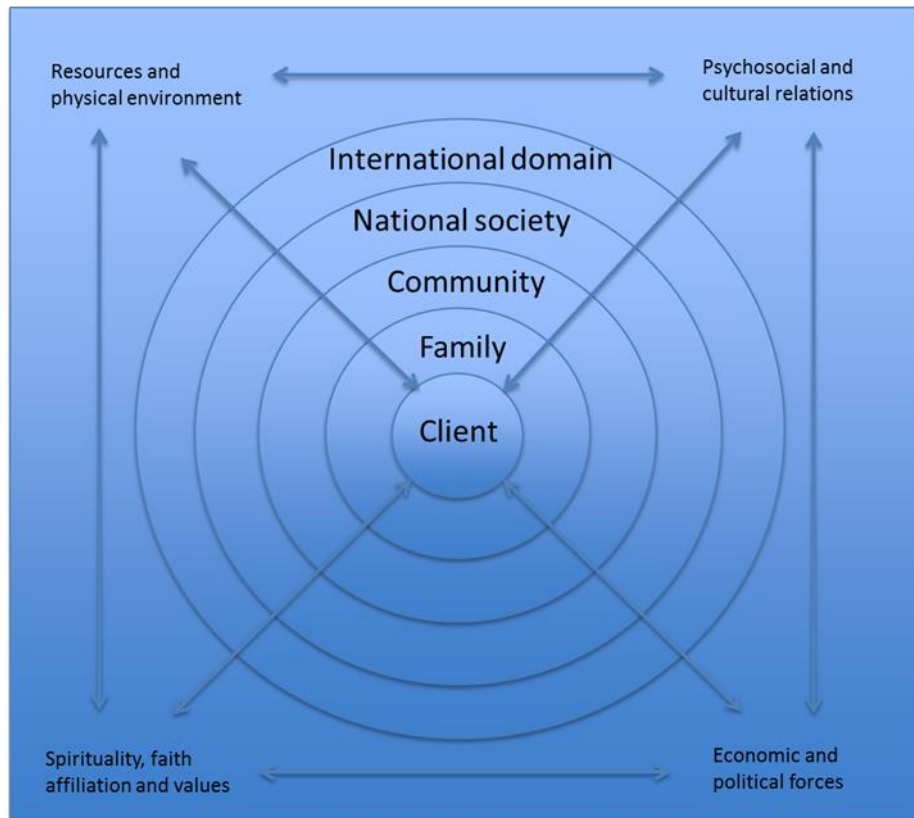 Resources and
physical environment
Psychosocial and
cultural relations
International domain
National society
Community
Family
Client
Spirituality, faith
affiliation and values
Economic and
political forces